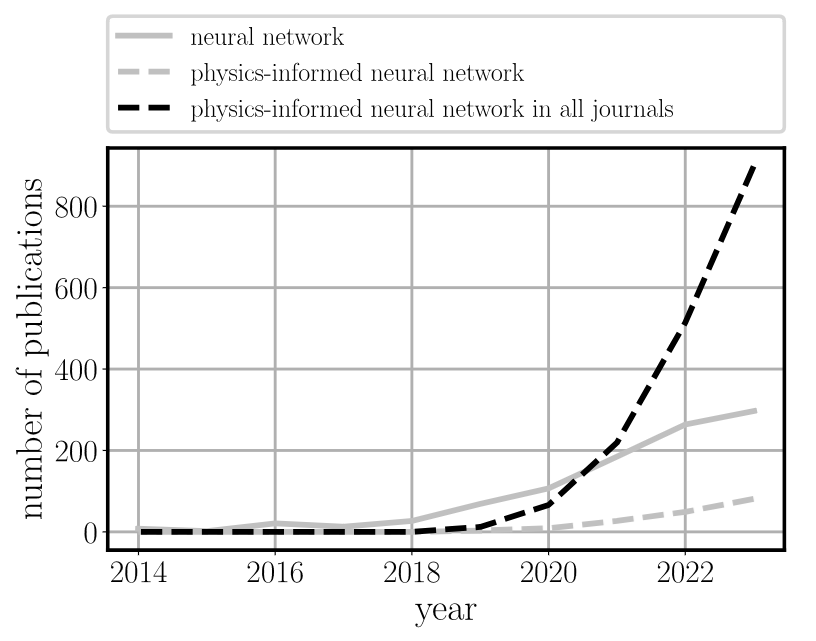 neural network
physics-informed neural network
physics-informed neural network in all journals
number of publications
800
600
400
200
0
2014 2016 2018 2020 2022
year